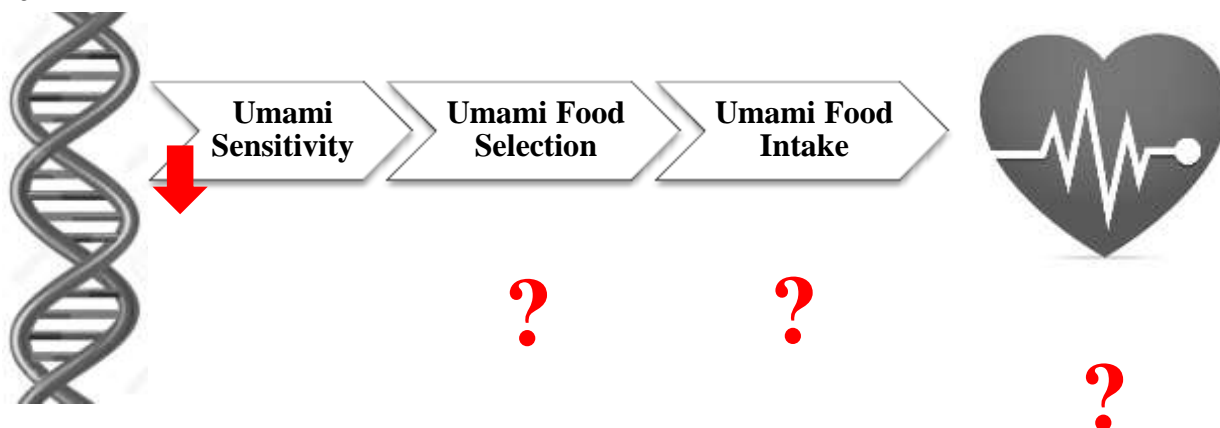 Umami
Sensitivity
Umami Food
Selection
Umami Food
Intake
?
?
?